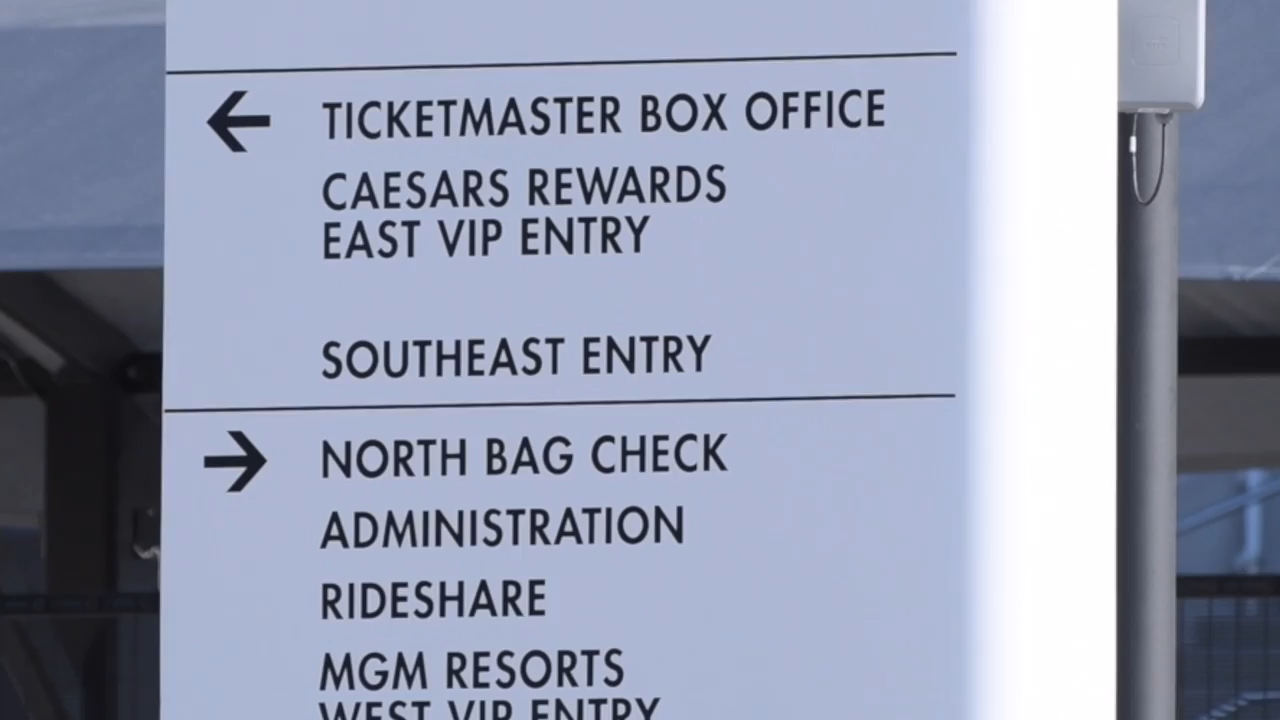 TICKETMASTER BOX OFFICE
CAESARS REWARDS
EAST VIP ENTRY
SOUTHEAST ENTRY
NORTH BAG CHECK
ADMINISTRATION
RIDESHARE
MGM RESORTS
WEST VIP ENTRY